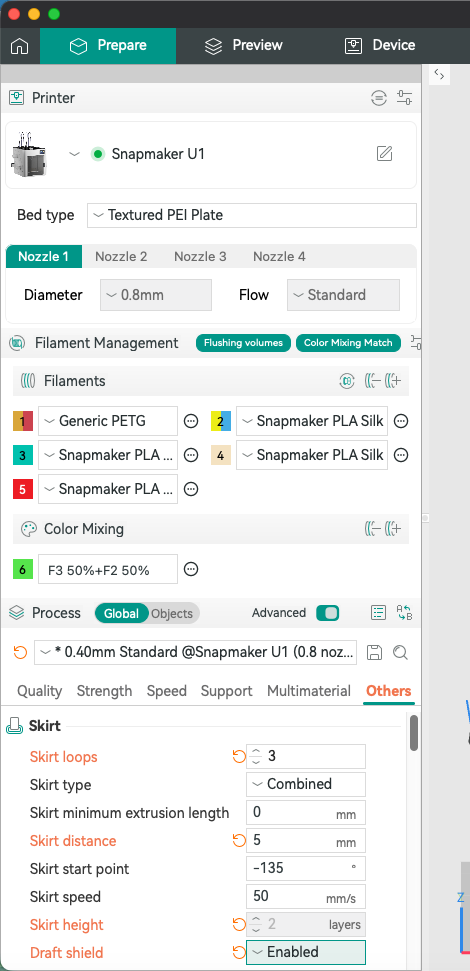 Prepare
Preview
Device
Printer
Snapmaker U1
Bed type
Textured PEI Plate
Nozzle 1
Nozzle 2
Nozzle 3
Nozzle 4
Diameter
0.8mm
Flow
Standard
Filament Management
Flushing volumes
Color Mixing Match
Filaments
1 Generic PETG
2 Snapmaker PLA Silk
3 Snapmaker PLA ...
4 Snapmaker PLA Silk
5 Snapmaker PLA ...
Color Mixing
6 F3 50%+F2 50%
Process
Global
Objects
Advanced
* 0.40mm Standard @Snapmaker U1 (0.8 noz...
Quality
Strength
Speed
Support
Multimaterial
Others
Skirt
Skirt loops 3
Skirt type Combined
Skirt minimum extrusion length 0 mm
Skirt distance 5 mm
Skirt start point -135 °
Skirt speed 50 mm/s
Skirt height 2 layers
Draft shield Enabled
Z